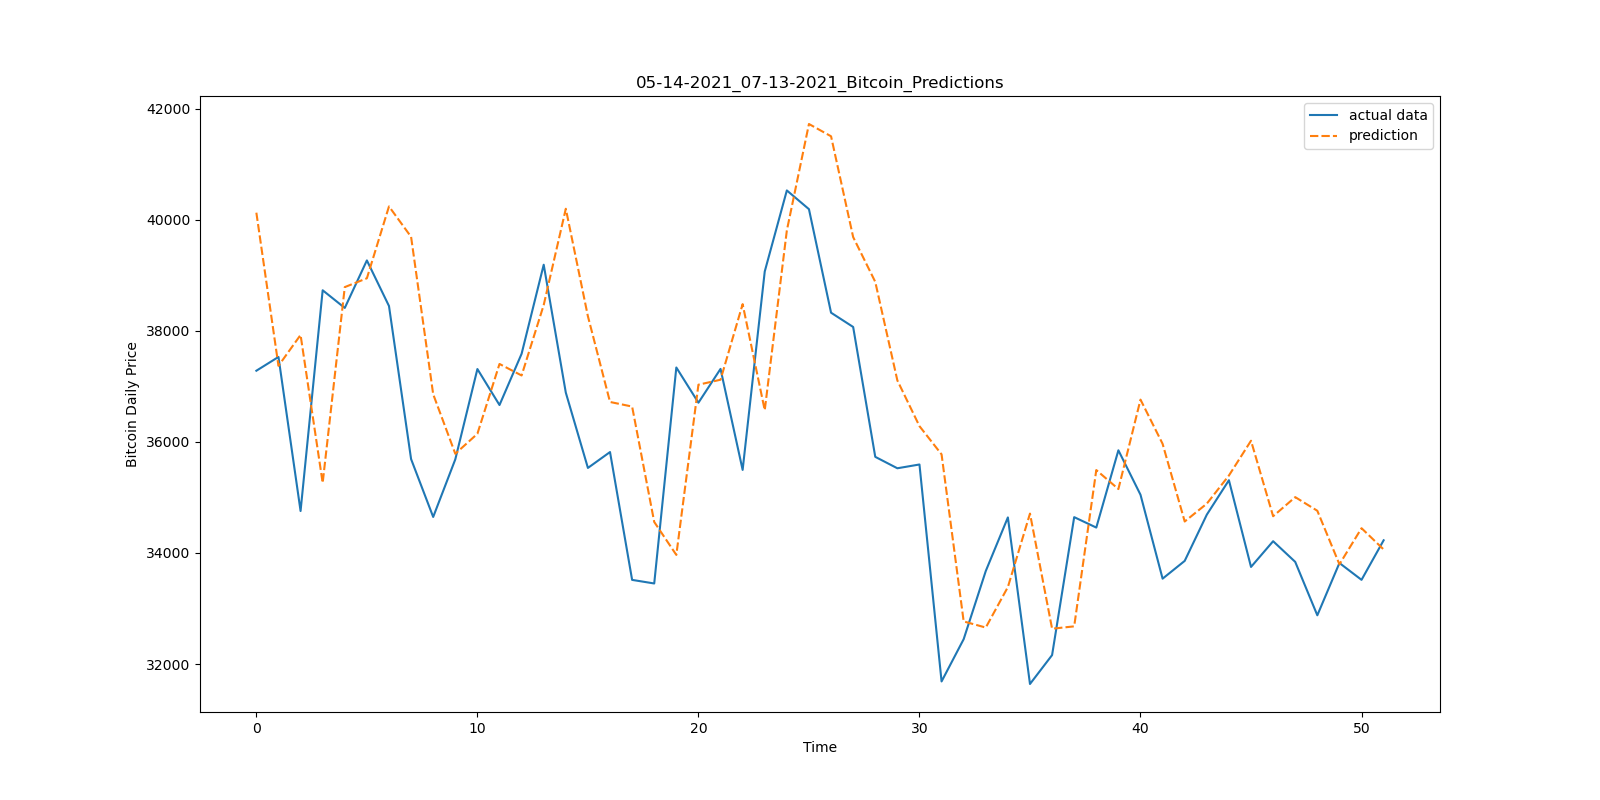 05-14-2021_07-13-2021_Bitcoin_Predictions
actual data
prediction
42000
40000
38000
36000
34000
32000
Bitcoin Daily Price
0 10 20 30 40 50
Time